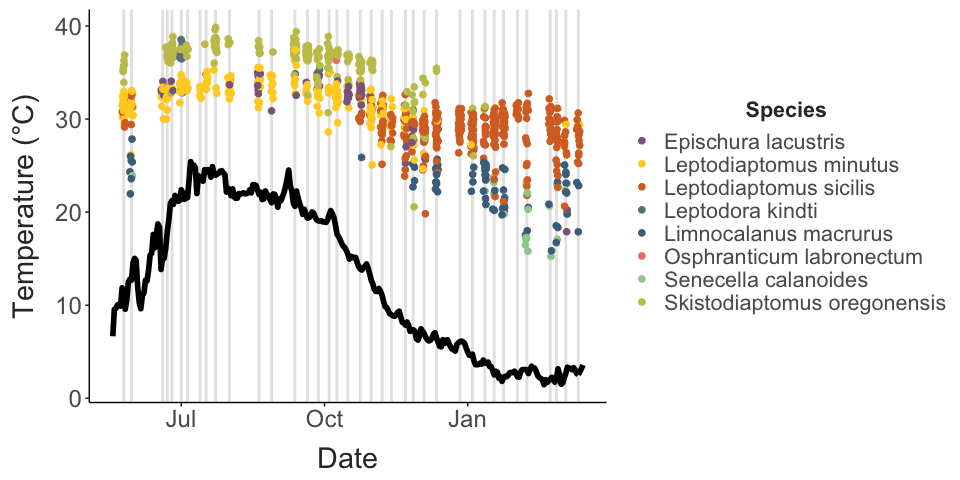 40
30
20
10
0
Temperature (°C)
Jul
Oct
Jan
Date
Species
Epischura lacustris
Leptodiaptomus minutus
Leptodiaptomus sicilis
Leptodora kindti
Limnocalanus macrurus
Osphranticum labronectum
Senecella calanoides
Skistodiaptomus oregonensis